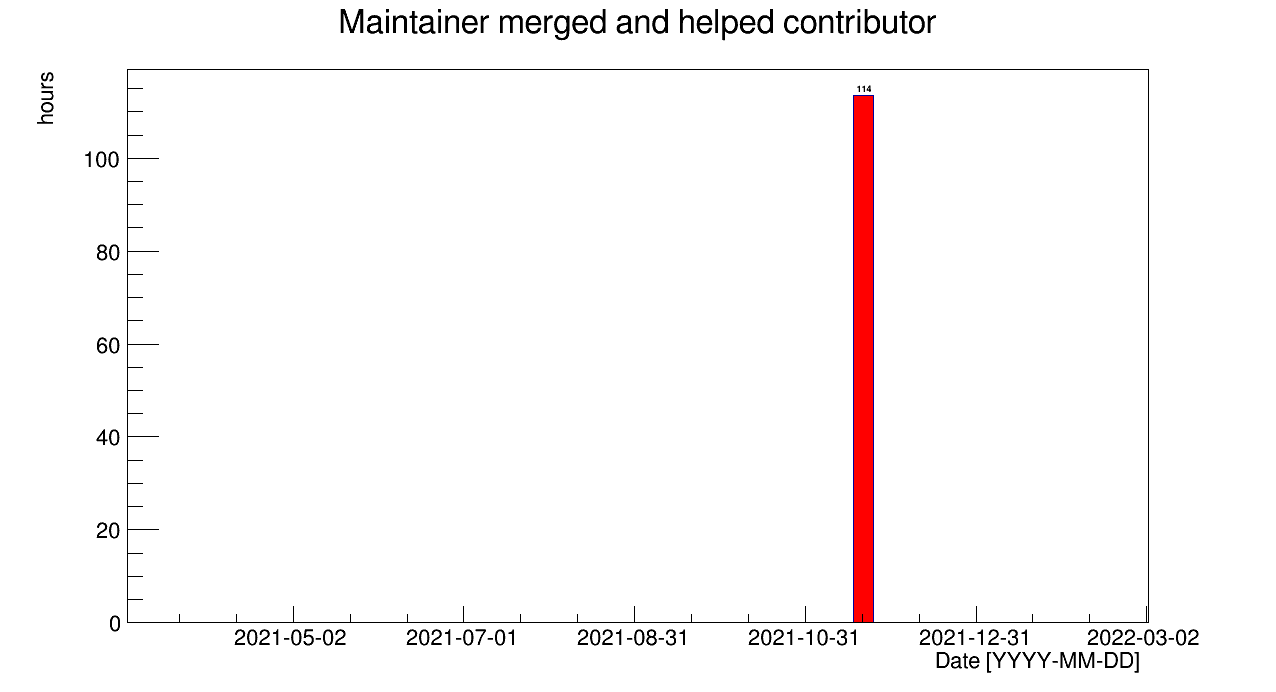 Maintainer merged and helped contributor
hours
114
100
80
60
40
20
0
2021-05-02 2021-07-01 2021-08-31 2021-10-31 2021-12-31 2022-03-02
Date [YYYY-MM-DD]